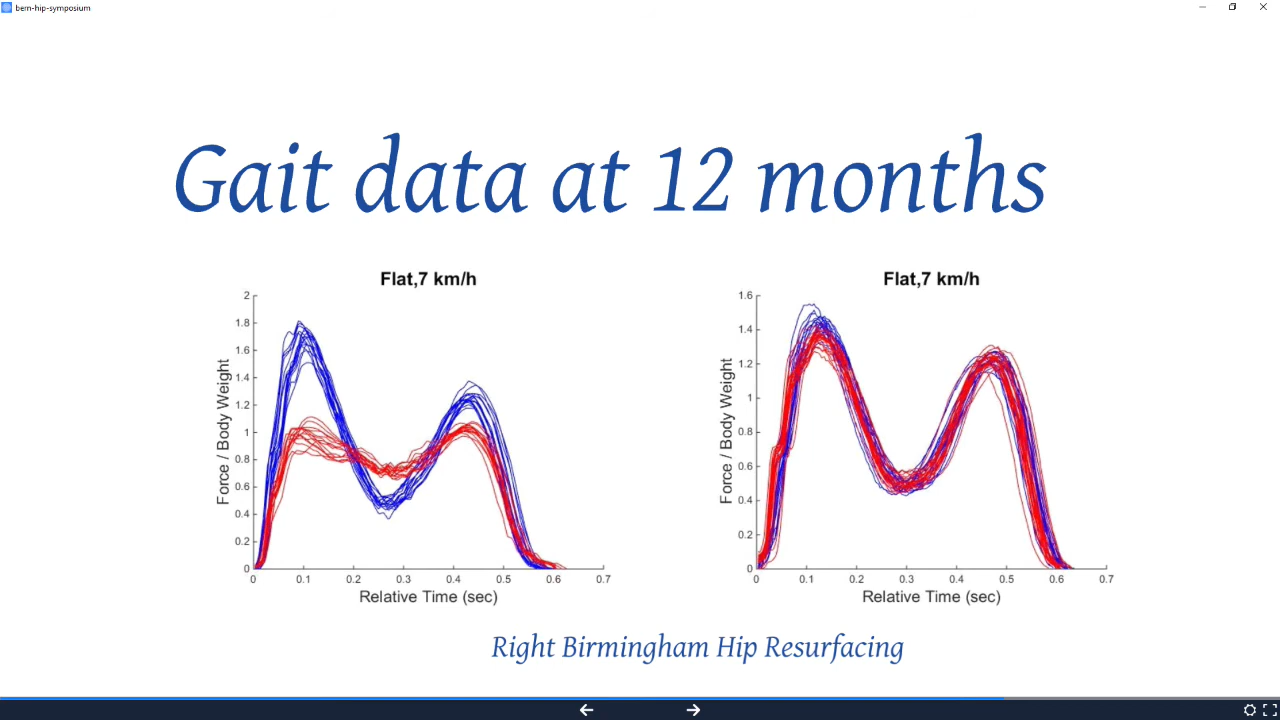 bern-hip-symposium
Gait data at 12 months
Flat,7 km/h
2
1.8
1.6
1.4
1.2
1
0.8
0.6
0.4
0.2
0
Force / Body Weight
0 0.1 0.2 0.3 0.4 0.5 0.6 0.7
Relative Time (sec)
Flat,7 km/h
1.6
1.4
1.2
1
0.8
0.6
0.4
0.2
0
Force / Body Weight
0 0.1 0.2 0.3 0.4 0.5 0.6 0.7
Relative Time (sec)
Right Birmingham Hip Resurfacing